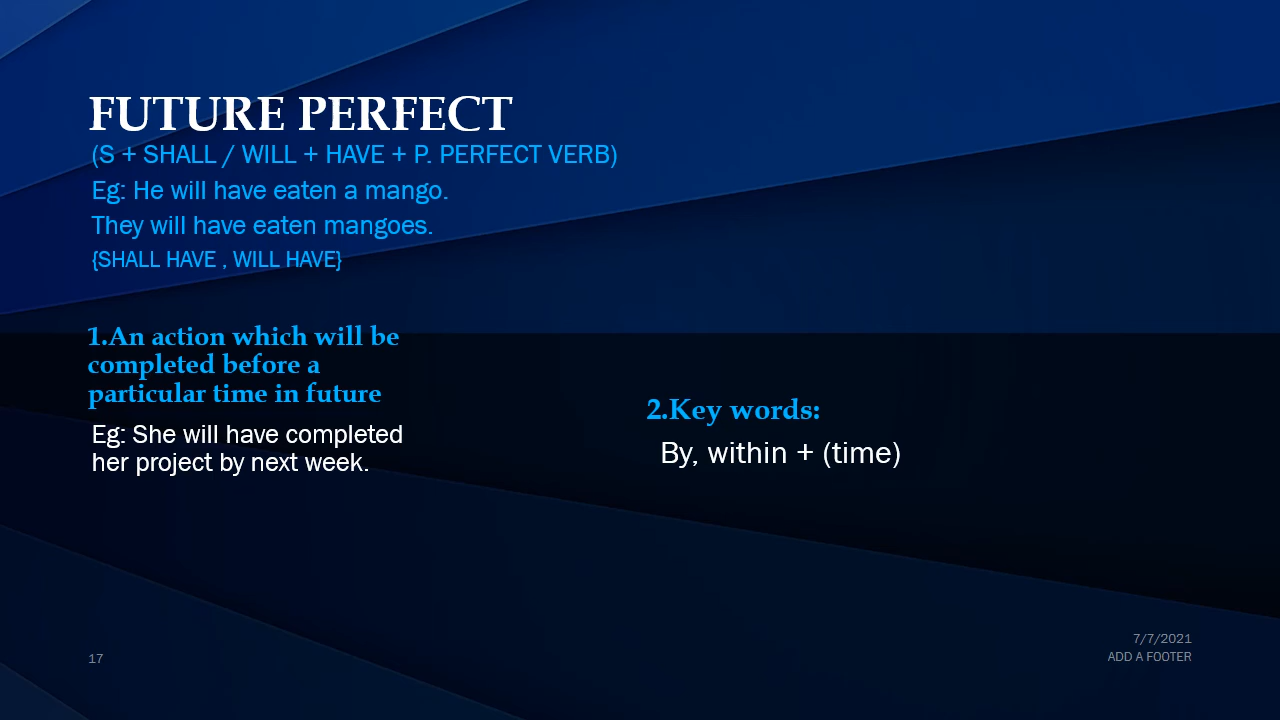 FUTURE PERFECT
(S + SHALL / WILL + HAVE + P. PERFECT VERB)
Eg: He will have eaten a mango.
They will have eaten mangoes.
{SHALL HAVE , WILL HAVE}
1.An action which will be
completed before a
particular time in future
Eg: She will have completed
her project by next week.
2.Key words:
By, within + (time)
7/7/2021
17
ADD A FOOTER